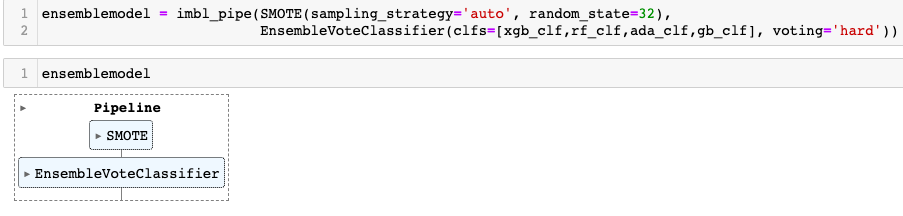 1 ensemblemodel = imbl_pipe(SMOTE(sampling_strategy='auto', random_state=32),
2 EnsembleVoteClassifier(clfs=[xgb_clf,rf_clf,ada_clf,gb_clf], voting='hard'))
1 ensemblemodel
▸ Pipeline
▸ SMOTE
▸ EnsembleVoteClassifier